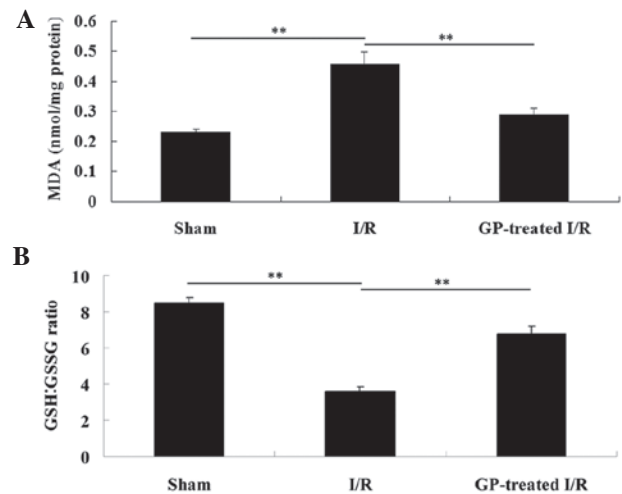 A
MDA (nmol/mg protein)
0.6
0.5
0.4
0.3
0.2
0.1
0
**
**
Sham I/R GP-treated I/R
B
GSH:GSSG ratio
10
8
6
4
2
0
**
**
Sham I/R GP-treated I/R